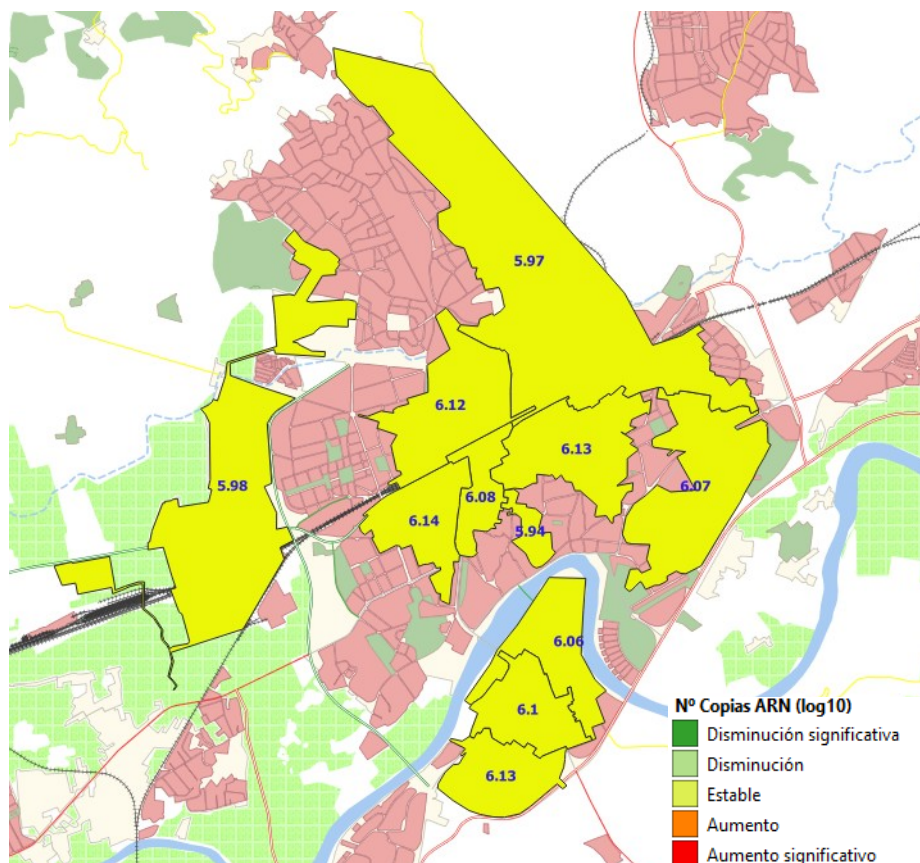 5.97
6.12
6.13
5.98
6.07
6.08
6.14
5.94
6.06
6.1
6.13
Nº Copias ARN (log10)
Disminución significativa
Disminución
Estable
Aumento
Aumento significativo